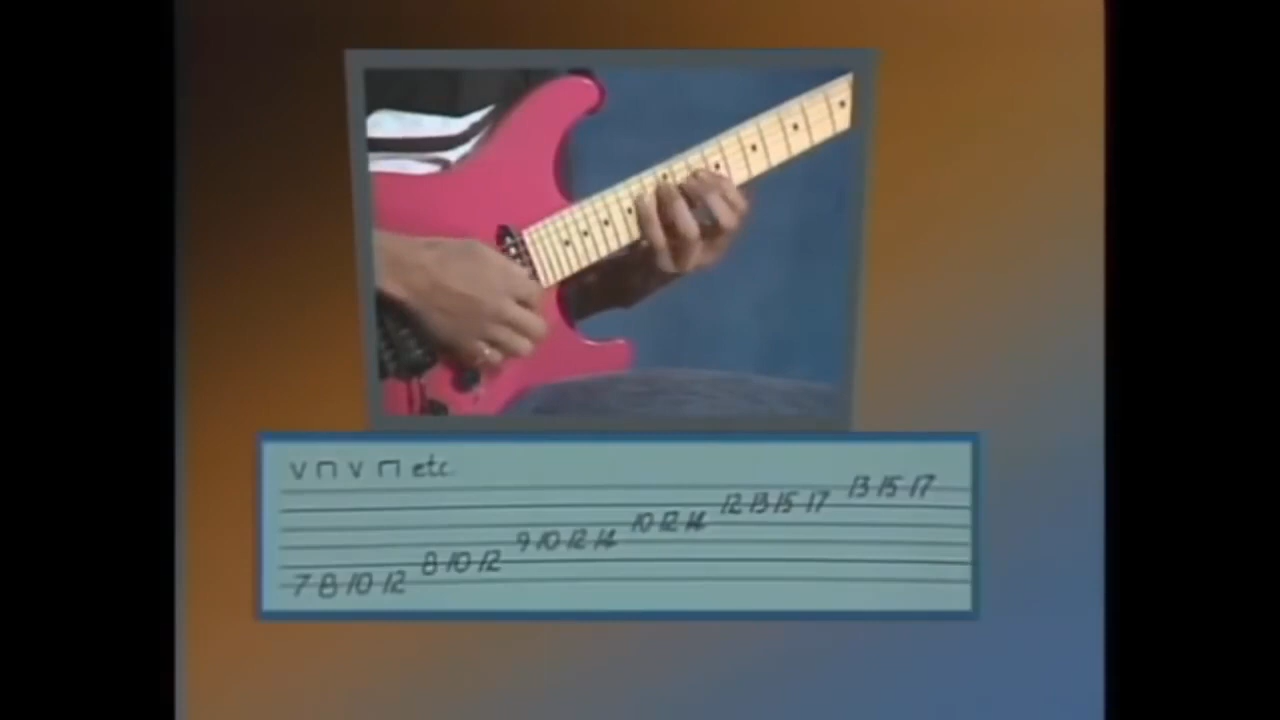 V ⊓ V ⊓ etc.
13 15 17
12 13 15 17
10 12 14
9 10 12 14
8 10 12
7 8 10 12